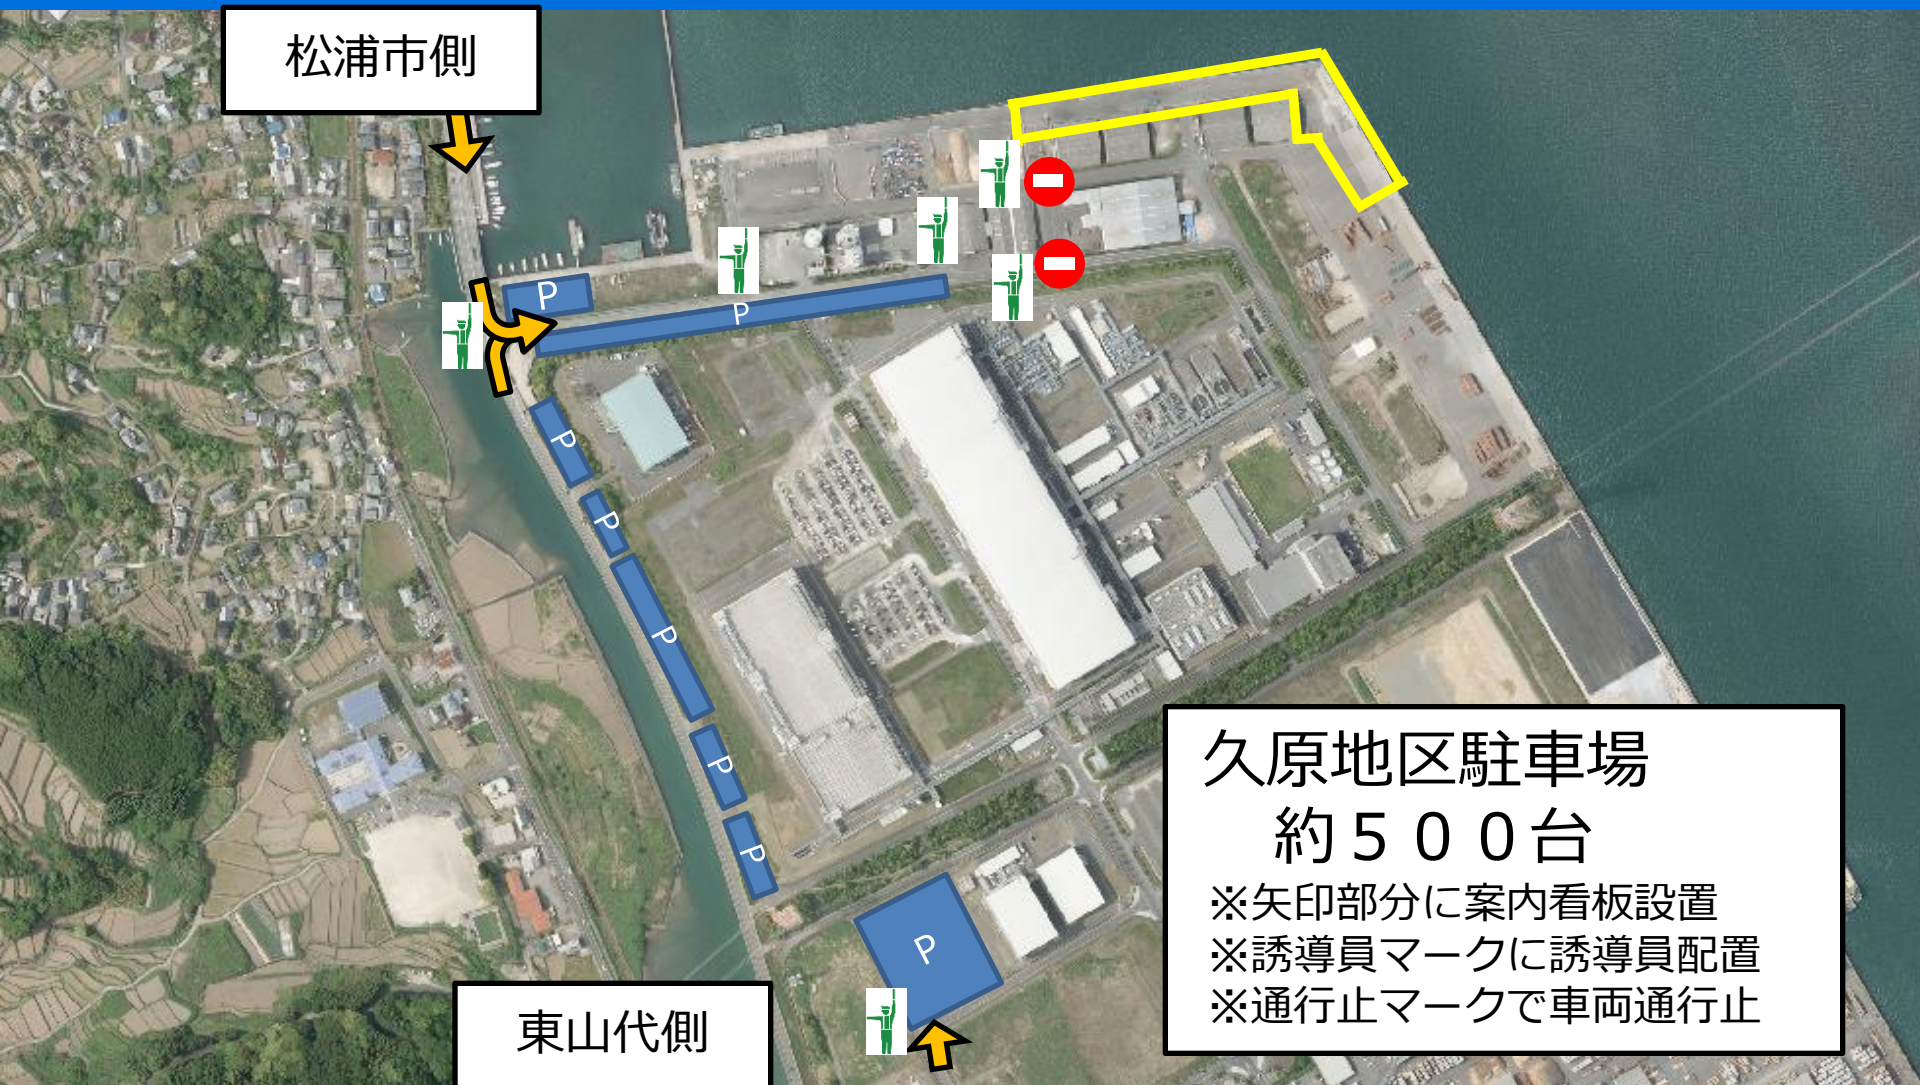 松浦市側
P
P
P
P
P
P
P
P
久原地区駐車場
約５００台
※矢印部分に案内看板設置
※誘導員マークに誘導員配置
※通行止マークで車両通行止
東山代側